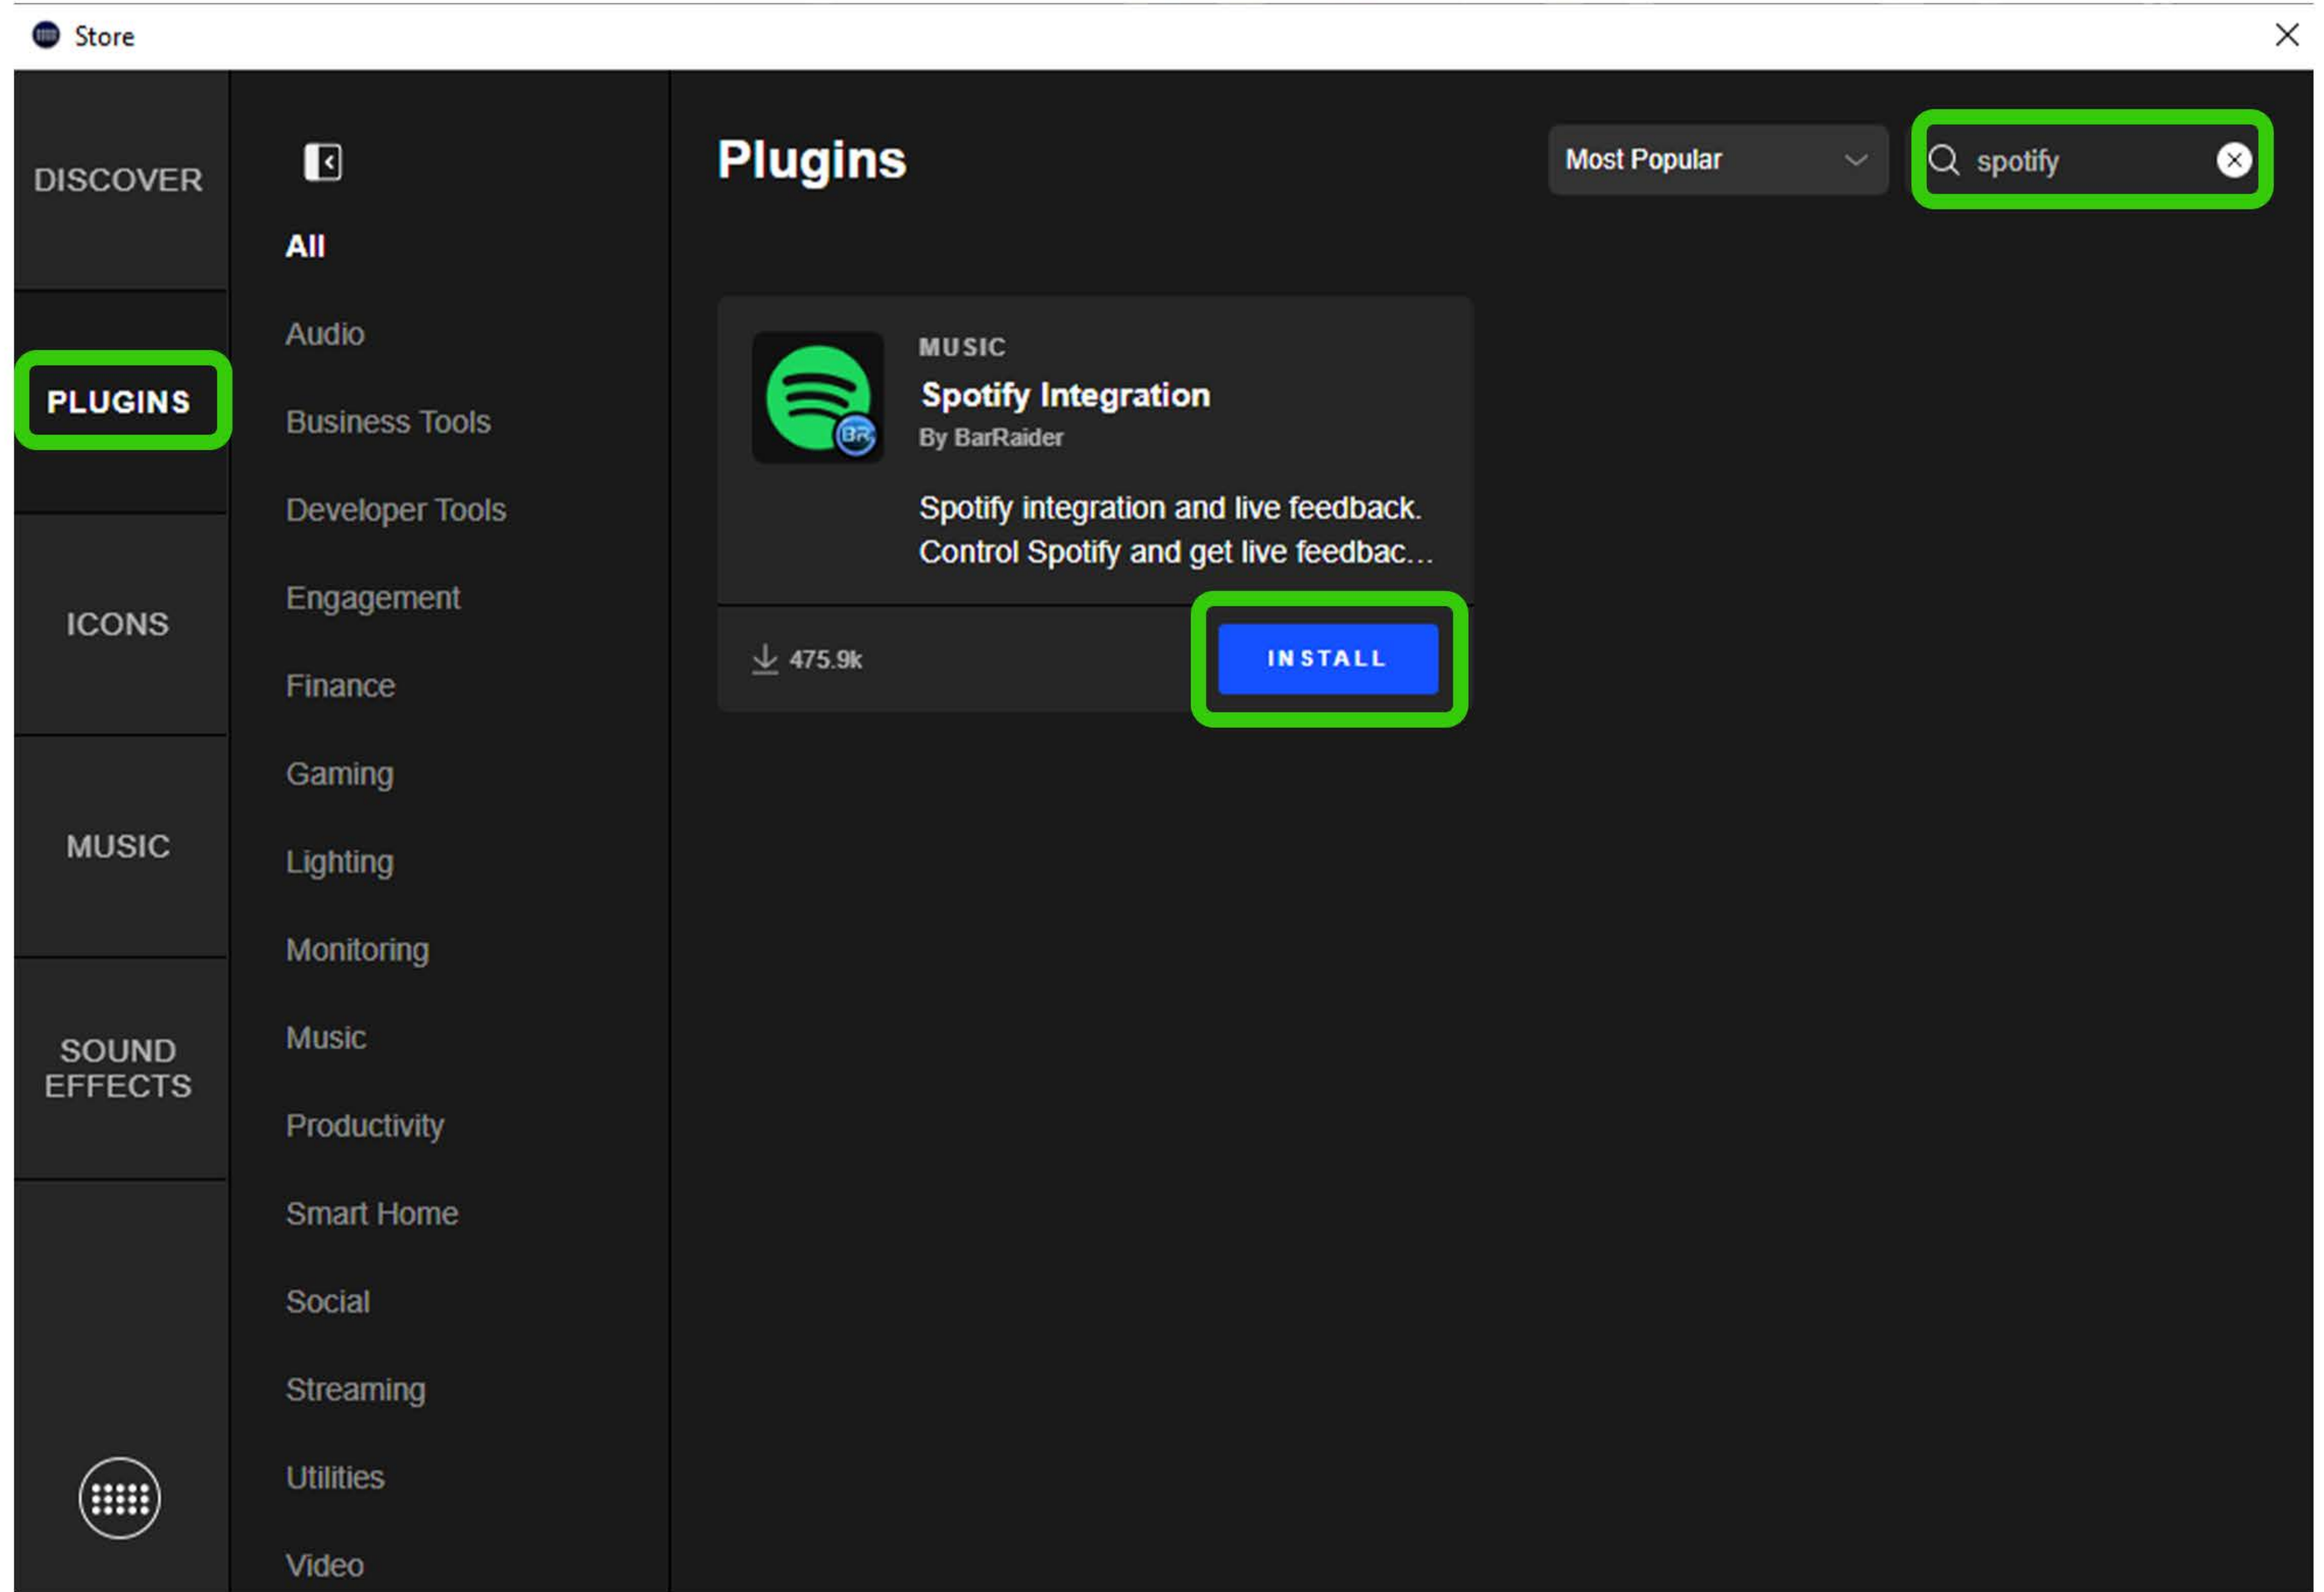 Store
DISCOVER
PLUGINS
ICONS
MUSIC
SOUND
EFFECTS
All
Audio
Business Tools
Developer Tools
Engagement
Finance
Gaming
Lighting
Monitoring
Music
Productivity
Smart Home
Social
Streaming
Utilities
Video
Plugins
Most Popular
spotify
MUSIC
Spotify Integration
By BarRaider
BR
Spotify integration and live feedback.
Control Spotify and get live feedbac...
475.9k
INSTALL